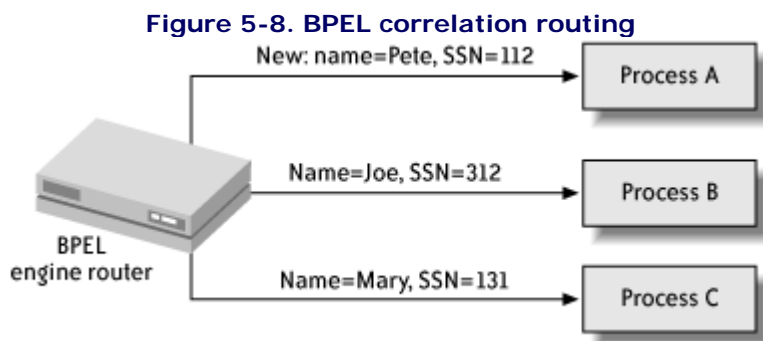 Figure 5-8. BPEL correlation routing
New: name=Pete, SSN=112
Process A
Name=Joe, SSN=312
Process B
BPEL
engine router
Name=Mary, SSN=131
Process C